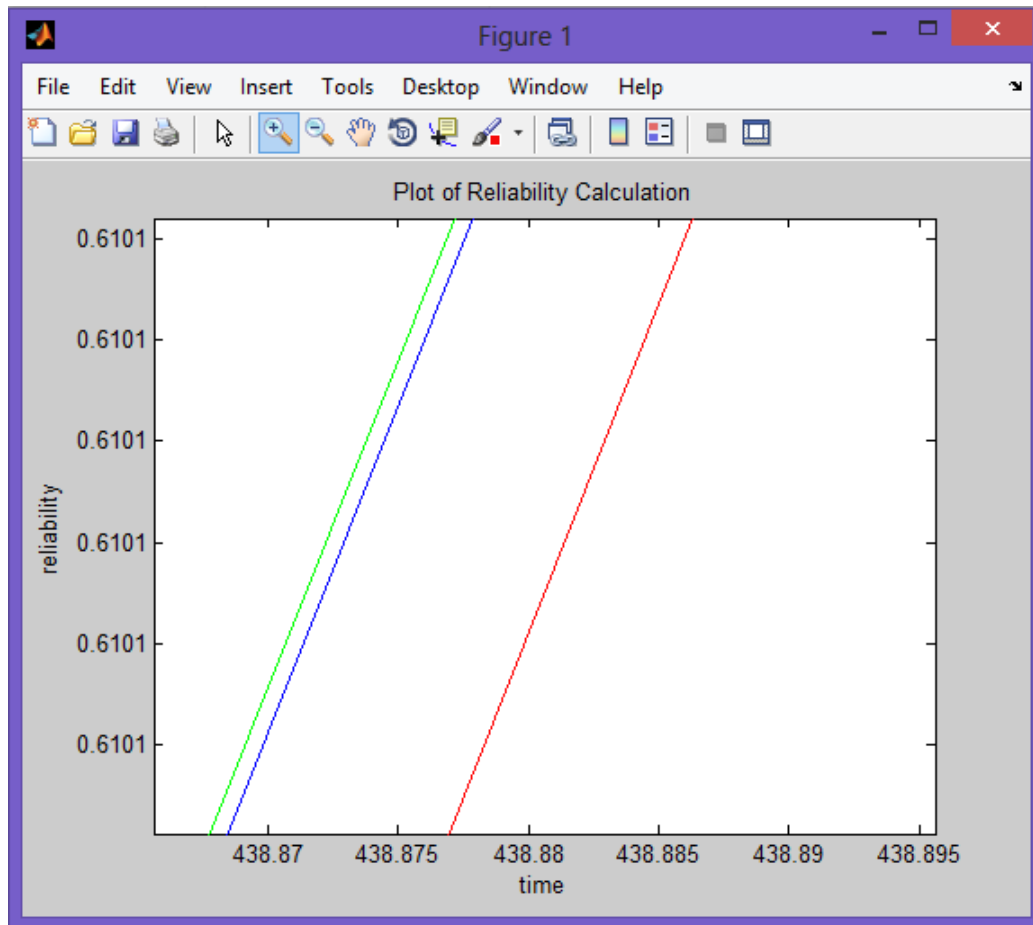 Figure 1
File Edit View Insert Tools Desktop Window Help
Plot of Reliability Calculation
0.6101
0.6101
0.6101
0.6101
0.6101
0.6101
reliability
438.87 438.875 438.88 438.885 438.89 438.895
time